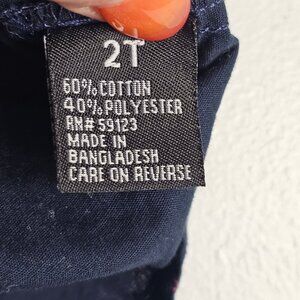 2T
60% COTTON
40% POLYESTER
RN# 59123
MADE IN
BANGLADESH
CARE ON REVERSE